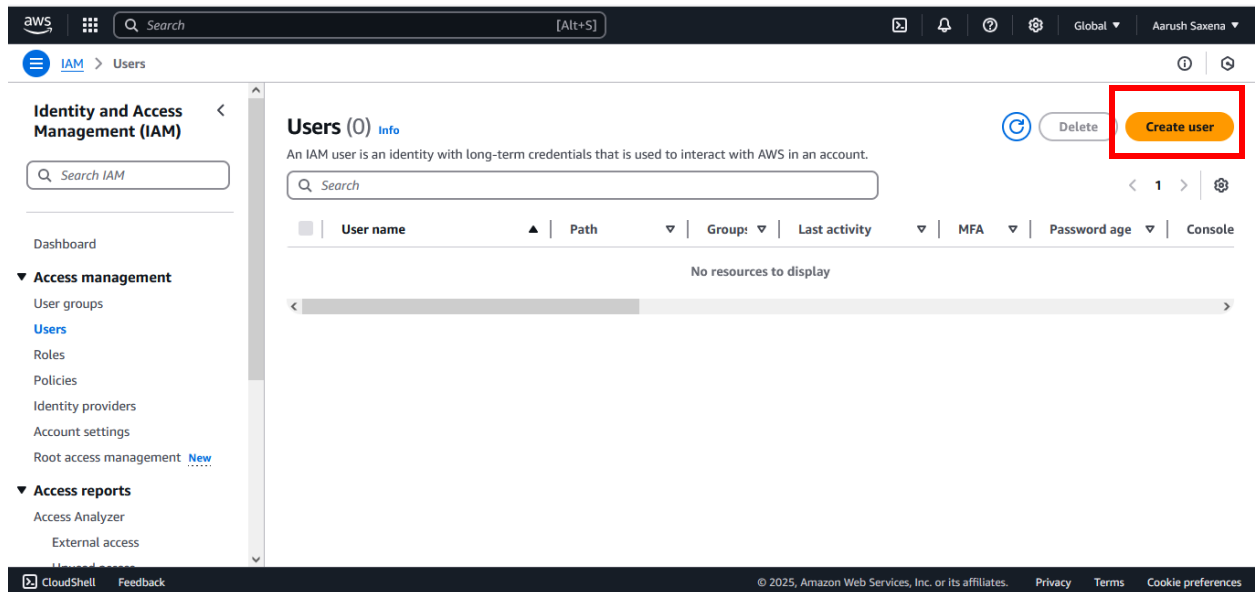 aws Search [Alt+S] Global Aarush Saxena
IAM > Users
Identity and Access
Management (IAM)
Search IAM
Dashboard
Access management
User groups
Users
Roles
Policies
Identity providers
Account settings
Root access management New
Access reports
Access Analyzer
External access
Users (0) Info
Delete
Create user
An IAM user is an identity with long-term credentials that is used to interact with AWS in an account.
Search
1
User name Path Groups Last activity MFA Password age Console
No resources to display
CloudShell Feedback © 2025, Amazon Web Services, Inc. or its affiliates. Privacy Terms Cookie preferences